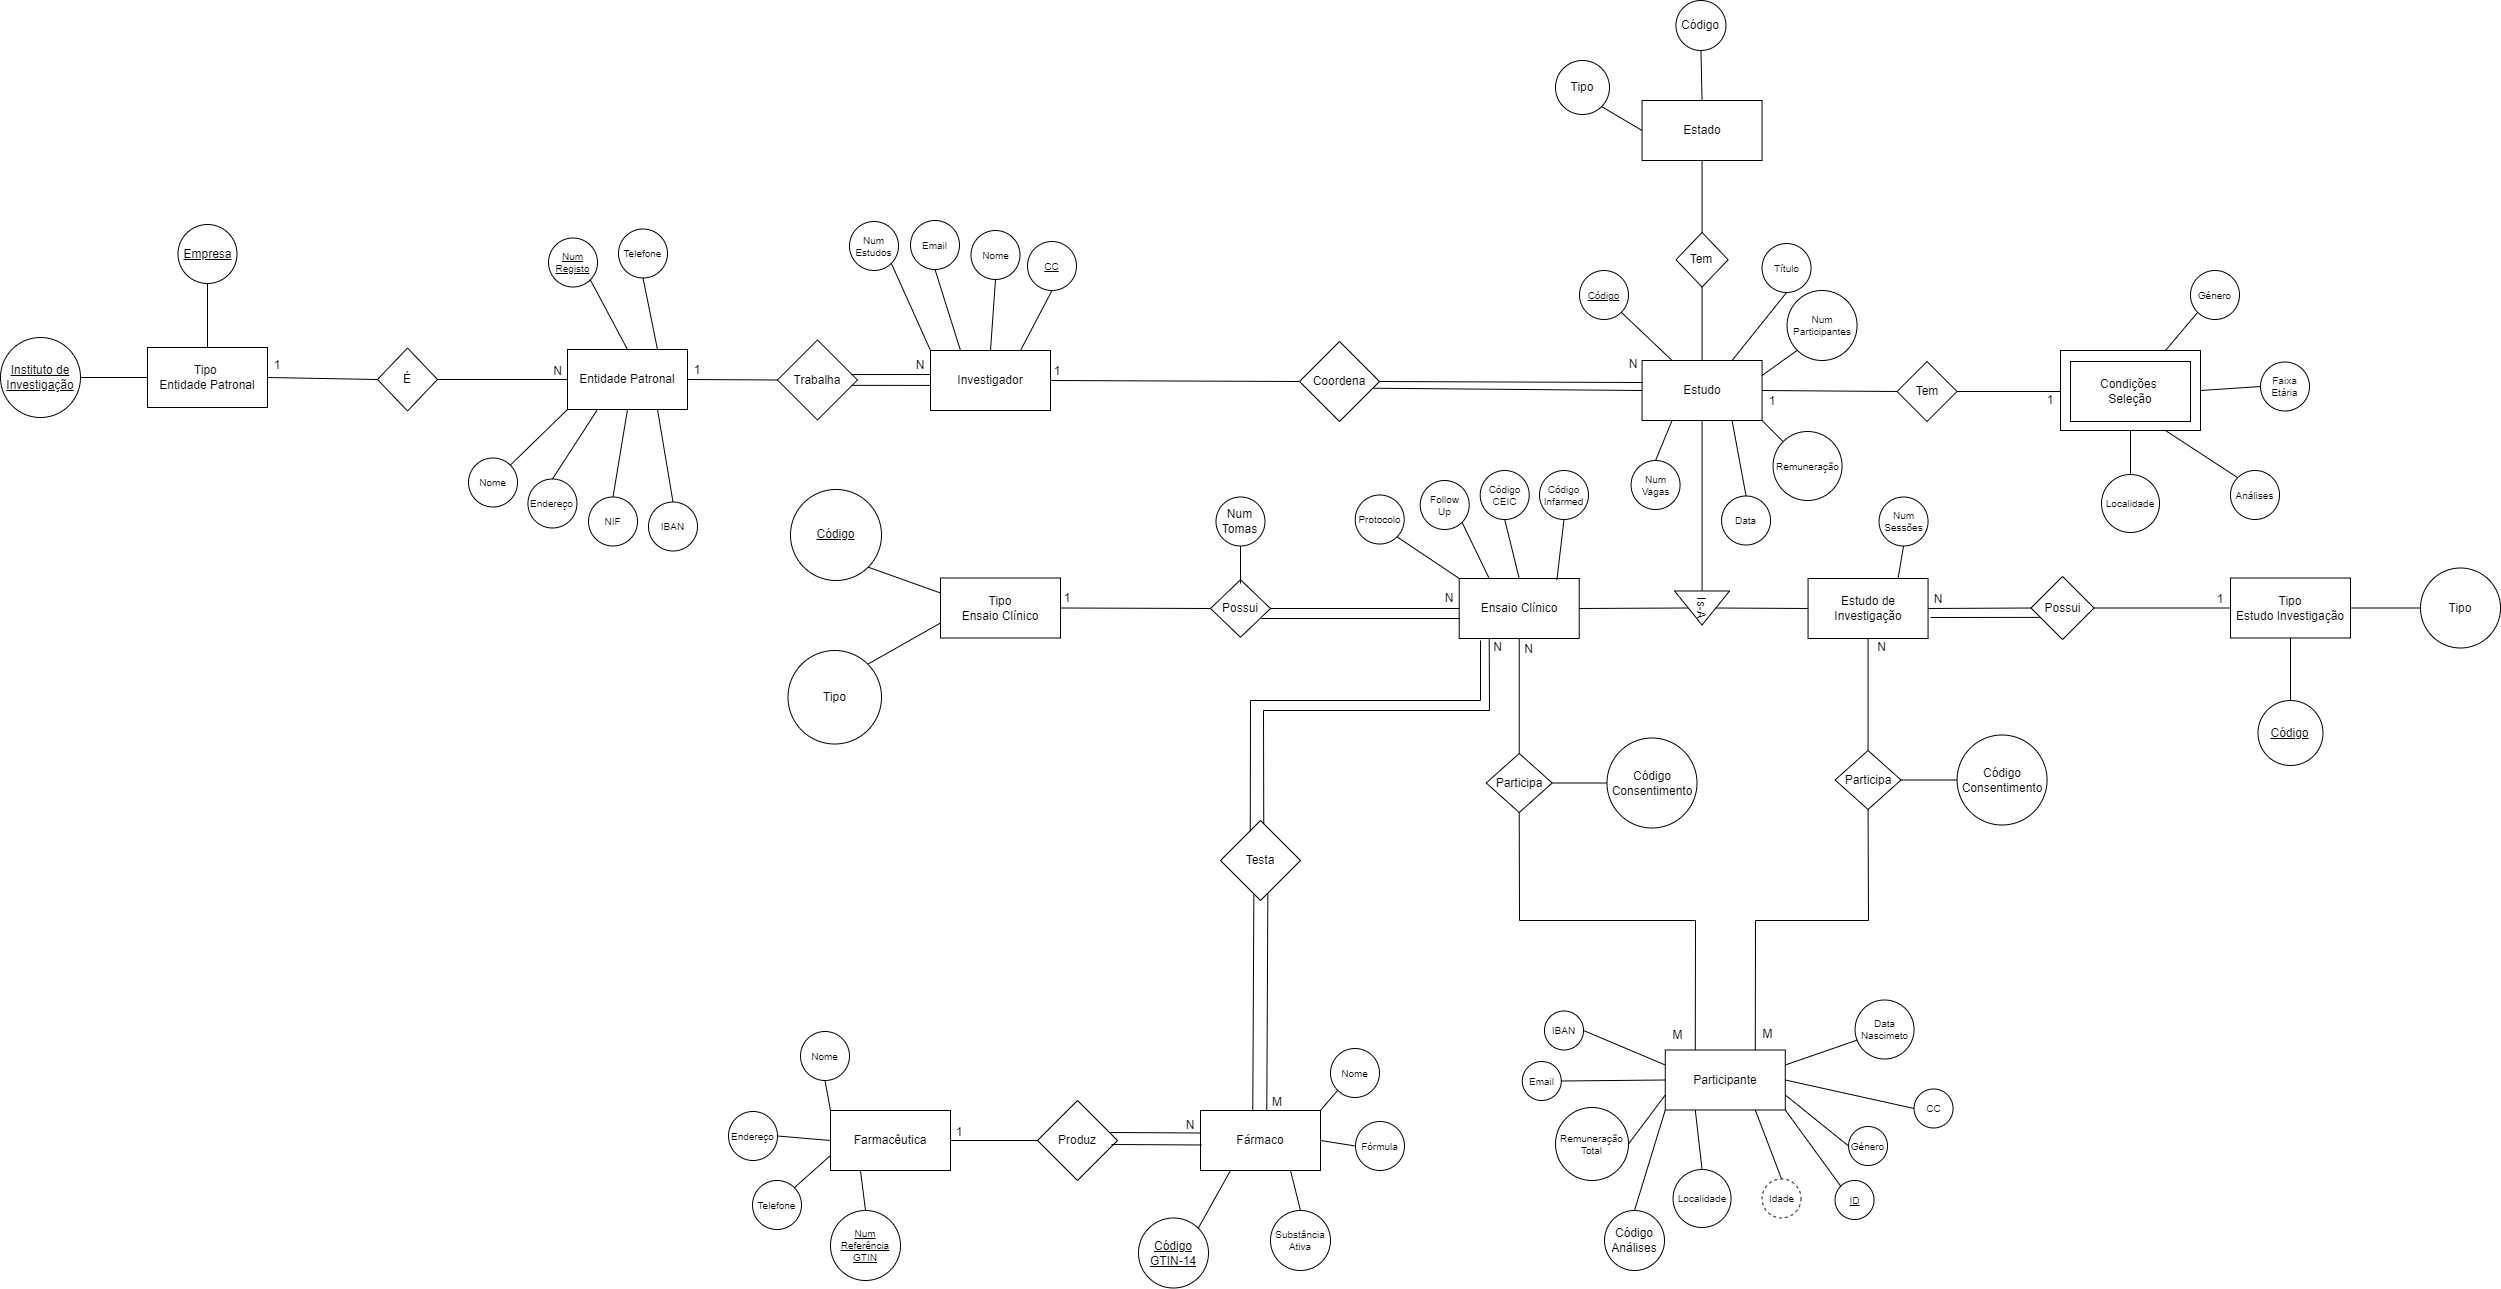 Código
Tipo
Estado
Tem
Empresa
Instituto de
Investigação
Tipo
Entidade Patronal
1
É
N
Num
Registo
Telefone
Entidade Patronal
1
Nome
Endereço
NIF
IBAN
Trabalha
N
Num
Estudos
Email
Nome
CC
Investigador
1
Coordena
N
Código
Título
Num
Participantes
Estudo
1
Remuneração
Num
Vagas
Data
Tem
1
Condições
Seleção
Género
Faixa
Etária
Localidade
Análises
Código
Tipo
Tipo
Ensaio Clínico
1
Num
Tomas
Possui
N
Protocolo
Follow
Up
Código
CEIC
Código
Infarmed
Ensaio Clínico
N
N
Is-A
Num
Sessões
Estudo de
Investigação
N
N
Possui
1
Tipo
Estudo Investigação
Tipo
Código
Participa
Código
Consentimento
Participa
Código
Consentimento
Testa
M
M
M
Nome
Endereço
Telefone
Num
Referência
GTIN
Farmacêutica
1
Produz
N
Fármaco
Nome
Fórmula
Substância
Ativa
Código
GTIN-14
IBAN
Email
Remuneração
Total
Código
Análises
Localidade
Idade
ID
Género
CC
Data
Nascimeto
Participante